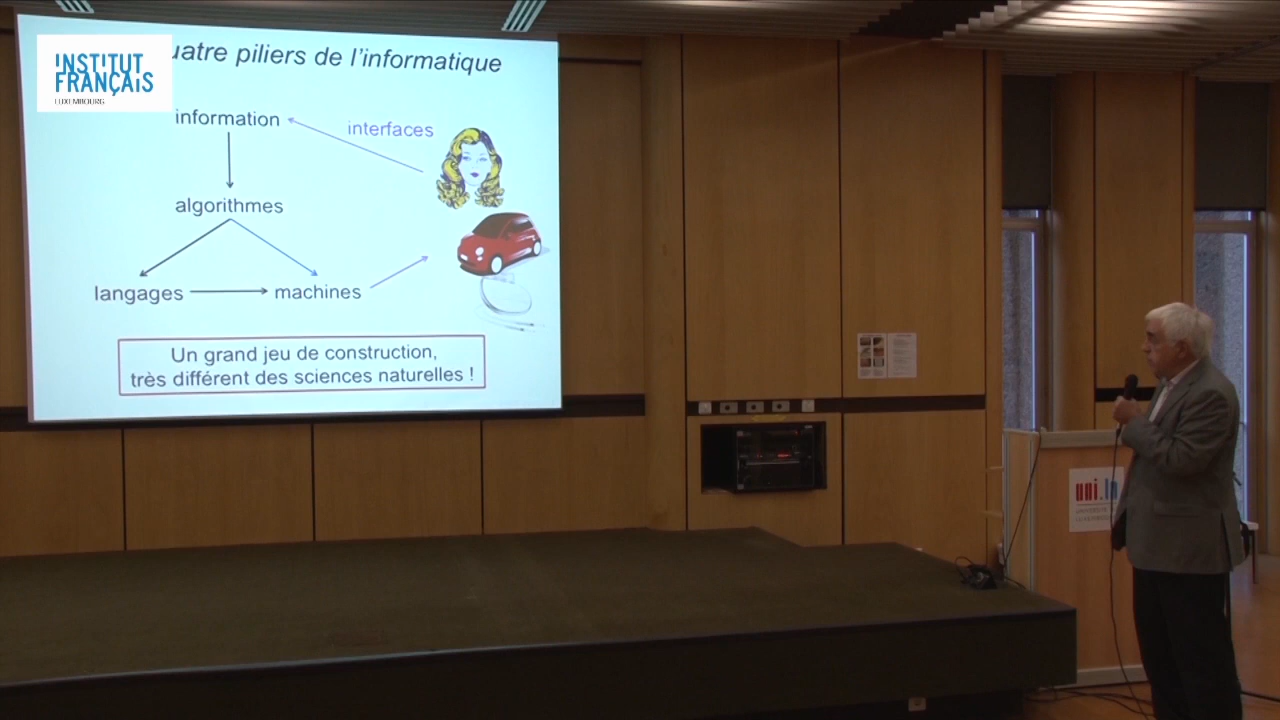 INSTITUT
FRANÇAIS
LUXEMBOURG
uatre piliers de l'informatique
information
interfaces
algorithmes
langages
machines
Un grand jeu de construction,
très différent des sciences naturelles !
uni.lu